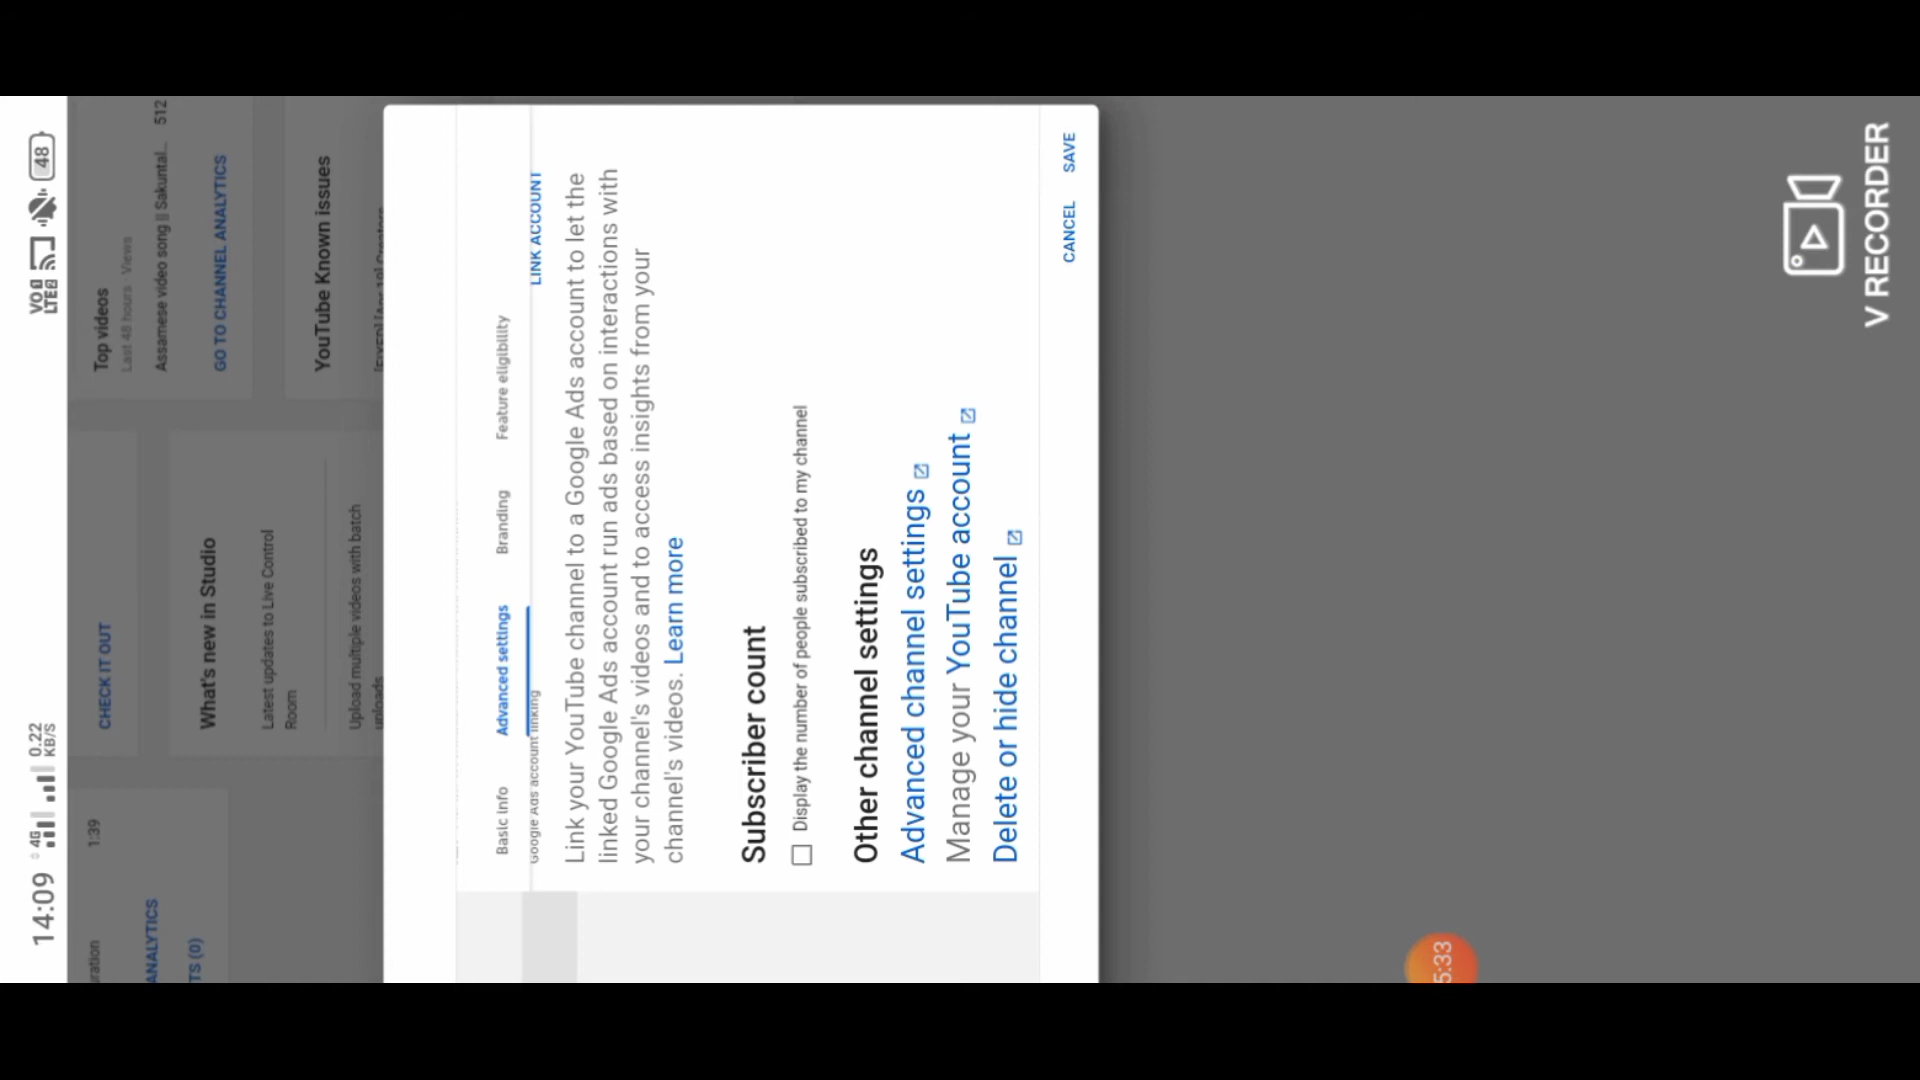 14:09
4G
0.22
KB/S
VO
LTE2
48
1:39
ANALYTICS
CHECK IT OUT
What's new in Studio
Latest updates to Live Control
Room
Upload multiple videos with batch
uploads
Top videos
Last 48 hours Views
Assamese video song || Sakuntal... 512
GO TO CHANNEL ANALYTICS
YouTube Known issues
Basic info Advanced settings Branding Feature eligibility
Google Ads account linking
LINK ACCOUNT
Link your YouTube channel to a Google Ads account to let the
linked Google Ads account run ads based on interactions with
your channel's videos and to access insights from your
channel's videos. Learn more
Subscriber count
Display the number of people subscribed to my channel
Other channel settings
Advanced channel settings
Manage your YouTube account
Delete or hide channel
CANCEL SAVE
5:33
V RECORDER